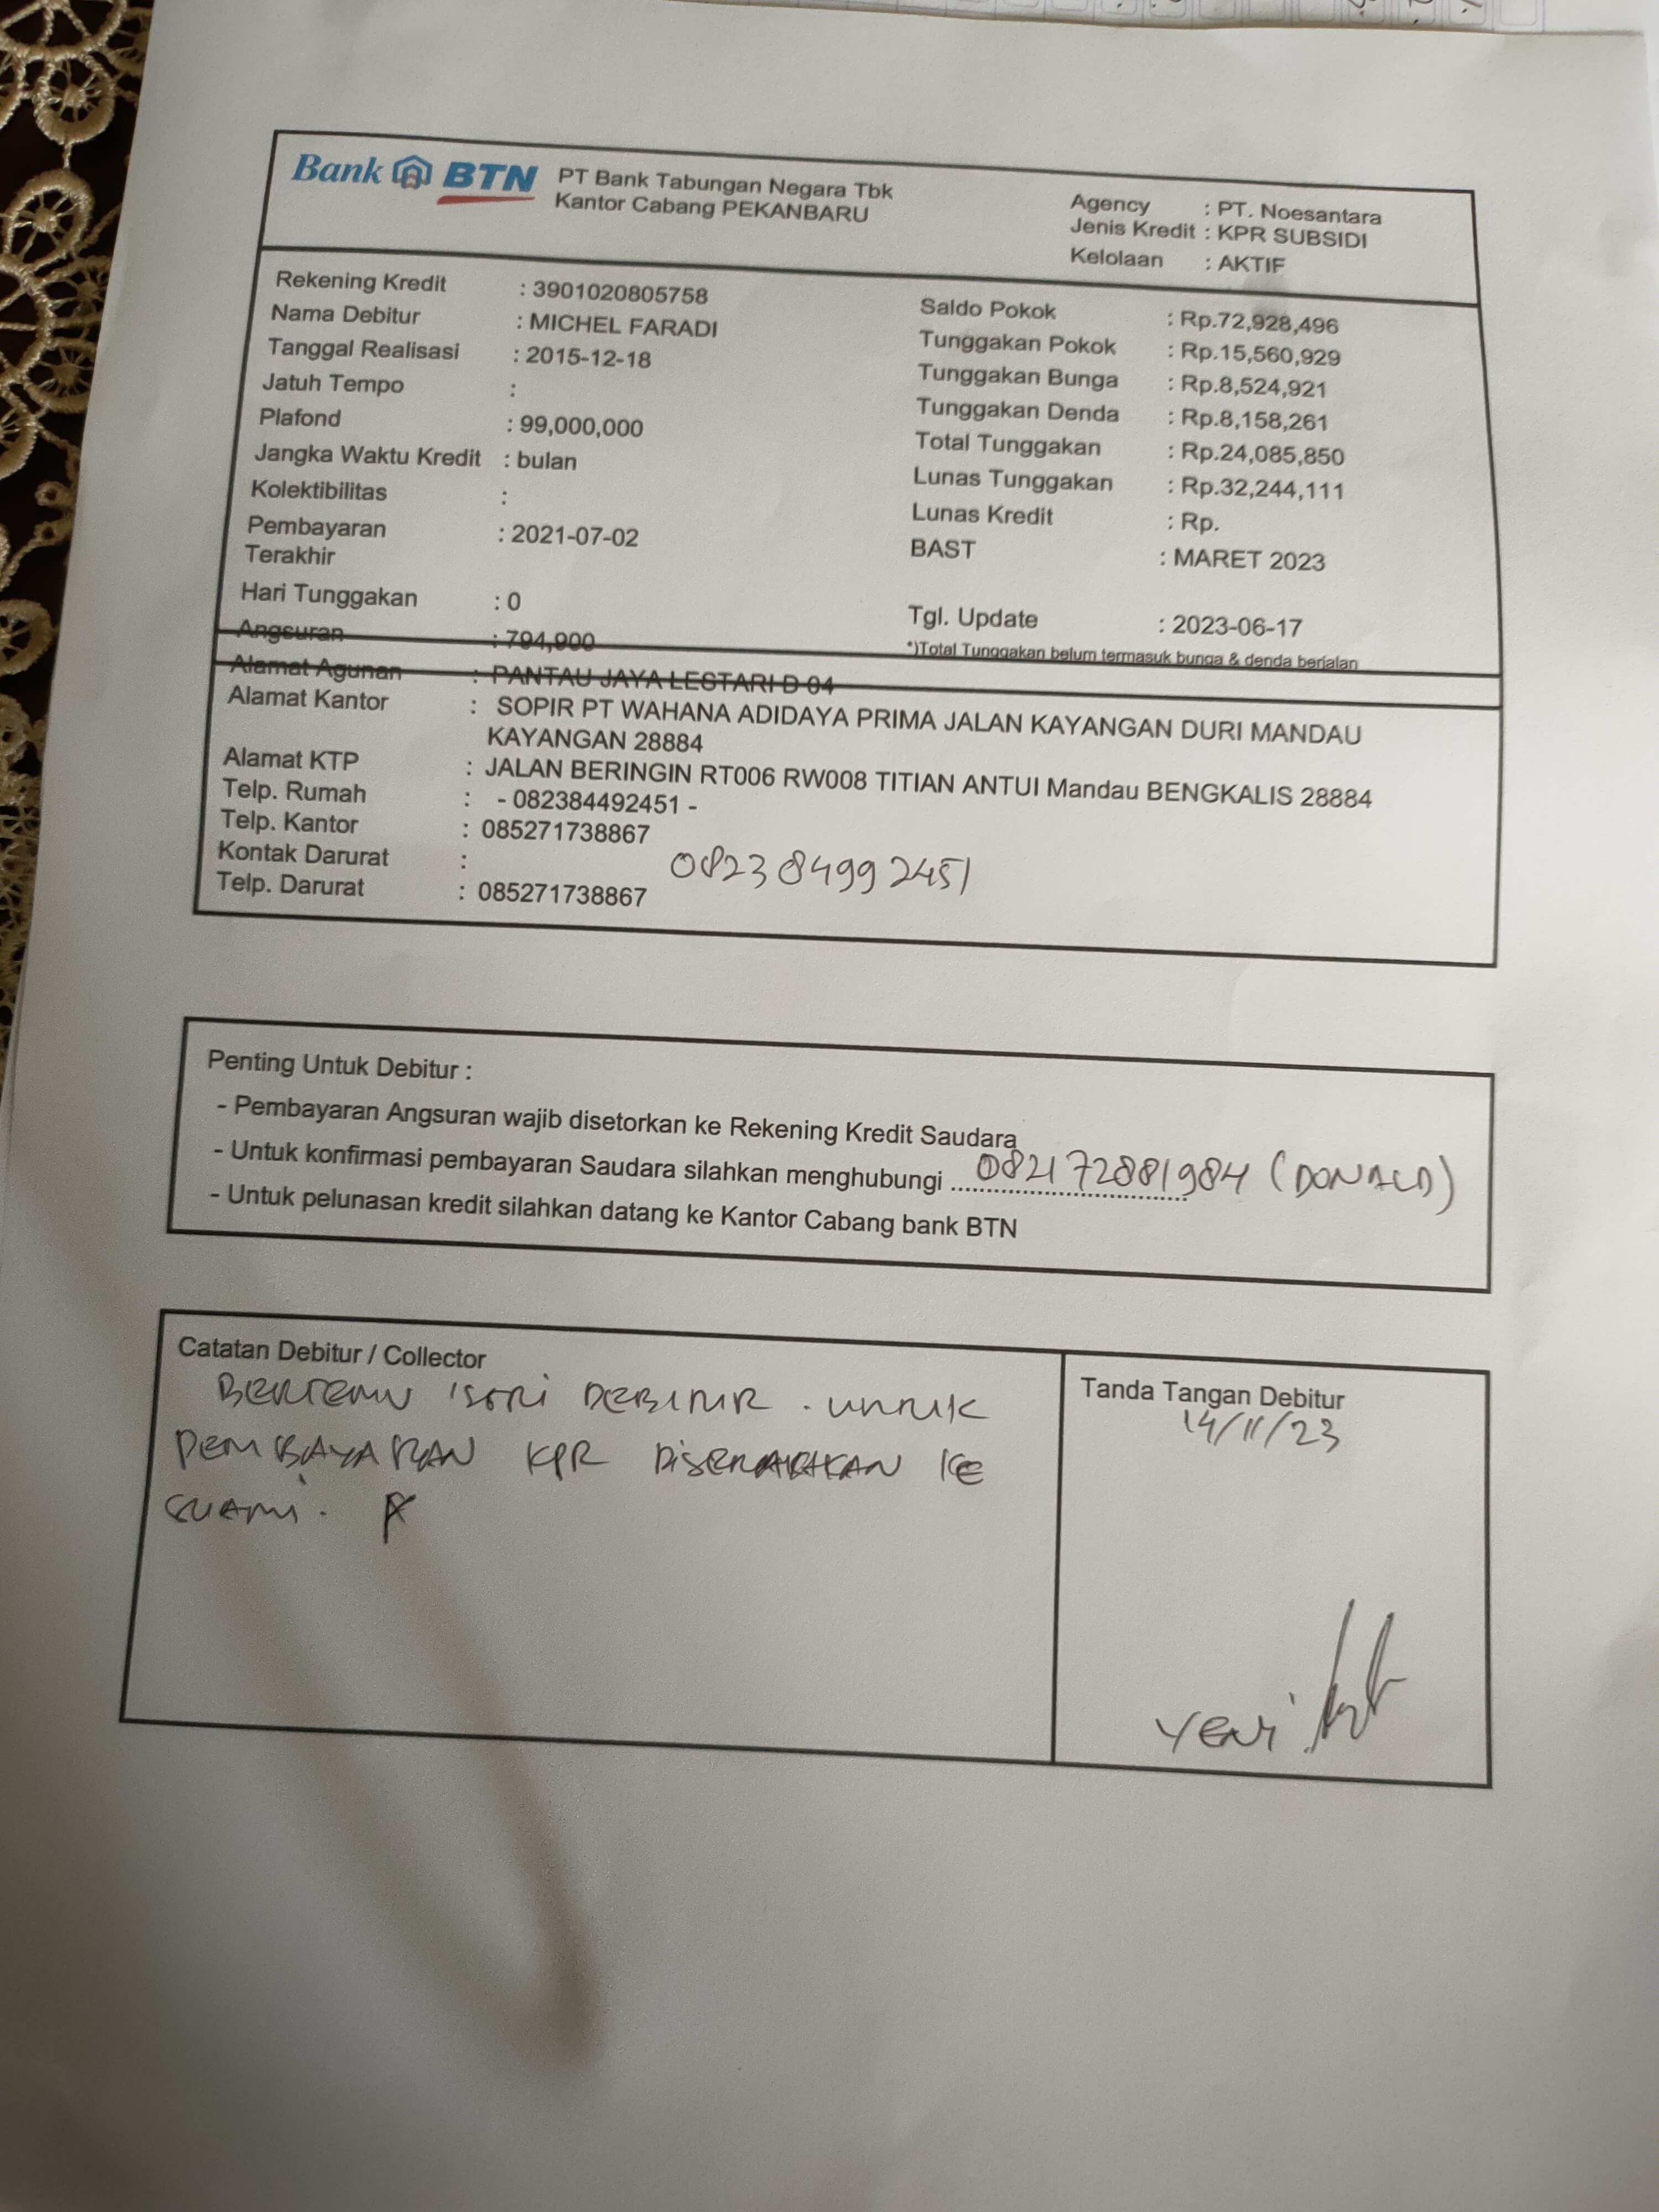 Bank BTN
PT Bank Tabungan Negara Tbk
Kantor Cabang PEKANBARU
Agency : PT. Noesantara
Jenis Kredit : KPR SUBSIDI
Kelolaan : AKTIF
Rekening Kredit : 3901020805758
Nama Debitur : MICHEL FARADI
Tanggal Realisasi : 2015-12-18
Jatuh Tempo :
Plafond : 99,000,000
Jangka Waktu Kredit : bulan
Kolektibilitas :
Pembayaran Terakhir : 2021-07-02
Hari Tunggakan : 0
Angsuran : 794,900
Saldo Pokok : Rp.72,928,496
Tunggakan Pokok : Rp.15,560,929
Tunggakan Bunga : Rp.8,524,921
Tunggakan Denda : Rp.8,158,261
Total Tunggakan : Rp.24,085,850
Lunas Tunggakan : Rp.32,244,111
Lunas Kredit : Rp.
BAST : MARET 2023
Tgl. Update : 2023-06-17
*)Total Tunggakan belum termasuk bunga & denda berjalan
Alamat Agunan : PANTAU JAYA LESTARI D 04
Alamat Kantor : SOPIR PT WAHANA ADIDAYA PRIMA JALAN KAYANGAN DURI MANDAU
KAYANGAN 28884
Alamat KTP : JALAN BERINGIN RT006 RW008 TITIAN ANTUI Mandau BENGKALIS 28884
Telp. Rumah : - 082384492451 -
Telp. Kantor : 085271738867
Kontak Darurat :
082384992451
Telp. Darurat : 085271738867
Penting Untuk Debitur :
- Pembayaran Angsuran wajib disetorkan ke Rekening Kredit Saudara
- Untuk konfirmasi pembayaran Saudara silahkan menghubungi 082172881984 (DONALD)
- Untuk pelunasan kredit silahkan datang ke Kantor Cabang bank BTN
Catatan Debitur / Collector
BERTEMU ISTRI DEBITUR. UNTUK
PEMBAYARAN KPR DISERAHKAN KE
SUAMI.
Tanda Tangan Debitur
14/11/23
Yeni